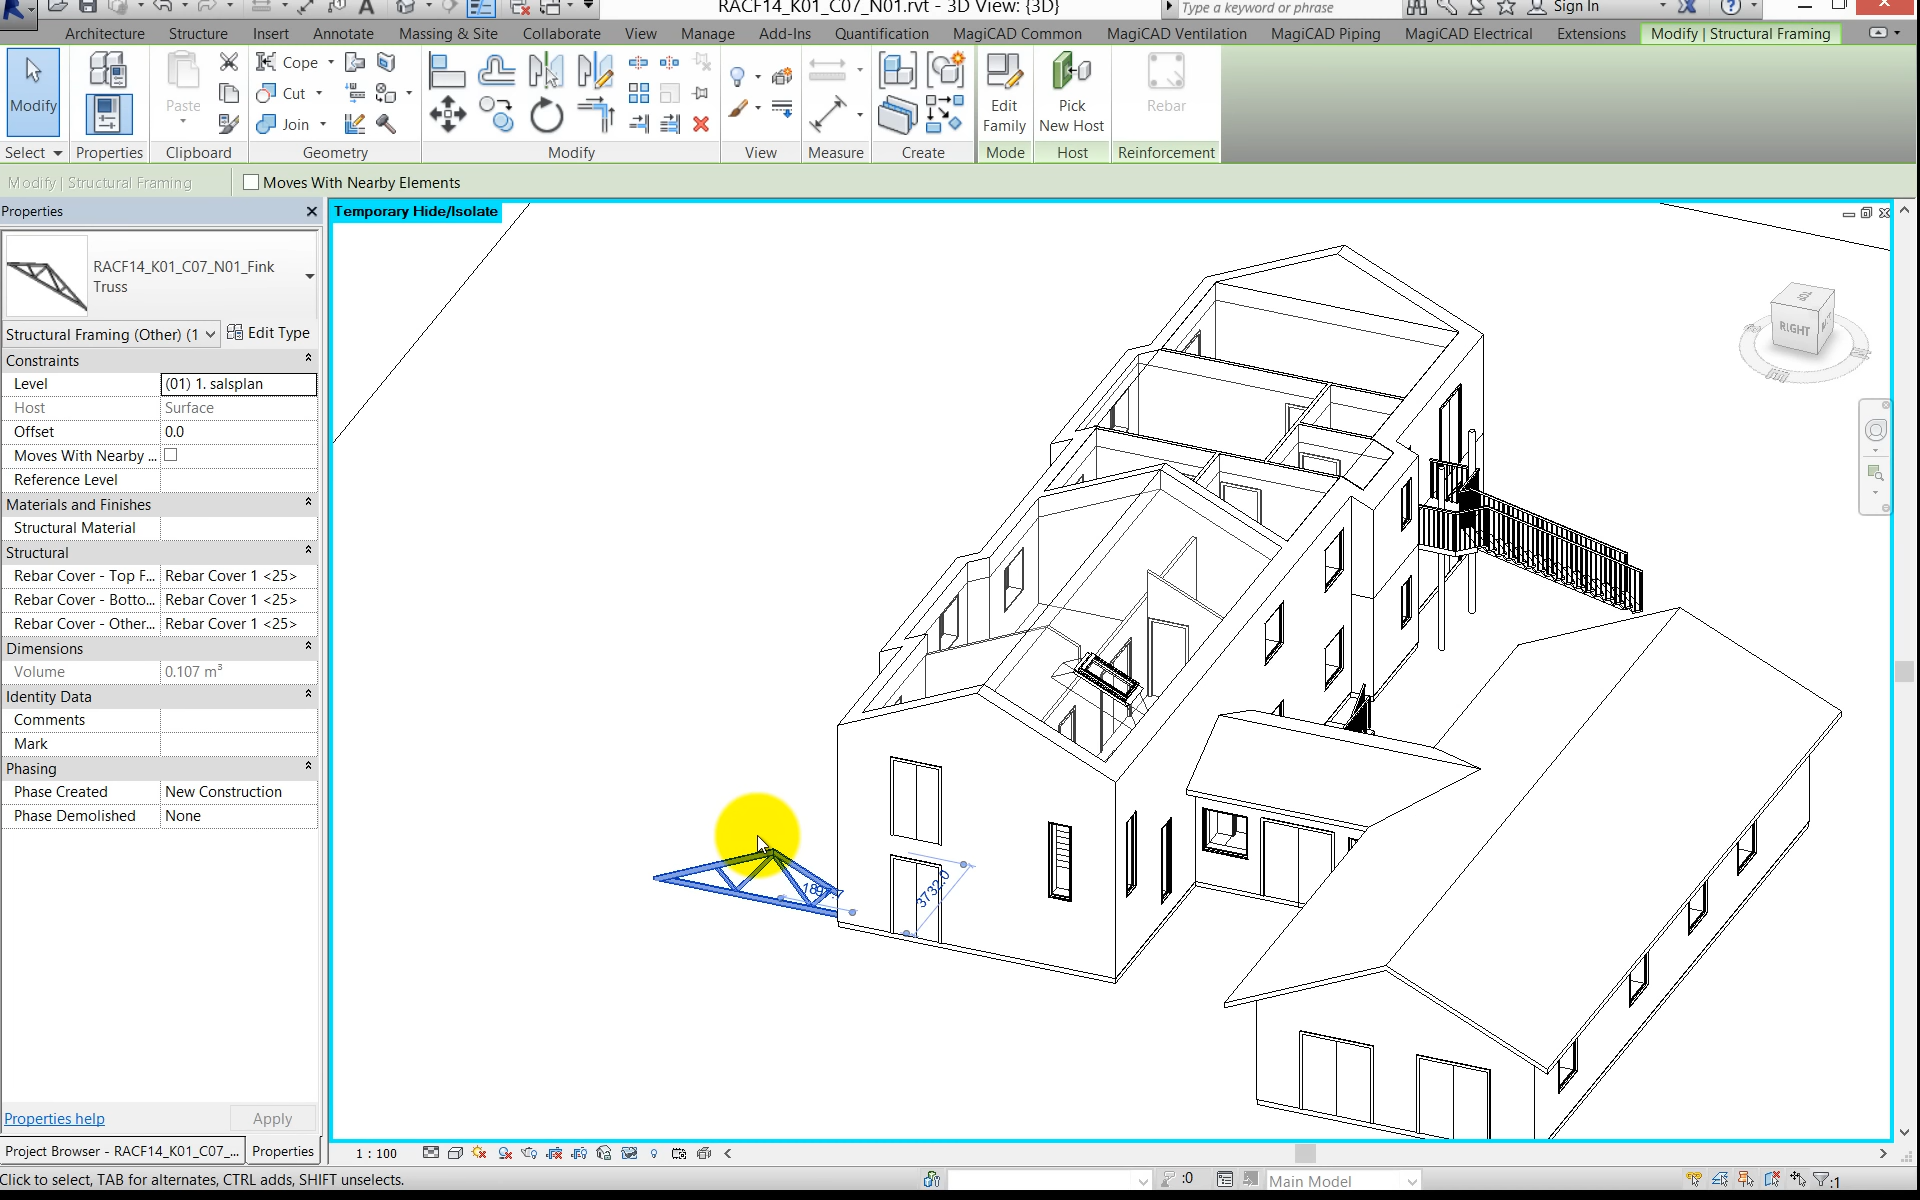 RACF14_K01_C07_N01.rvt - 3D View: {3D}
Type a keyword or phrase
Sign In
Architecture Structure Insert Annotate Massing & Site Collaborate View Manage Add-Ins Quantification MagiCAD Common MagiCAD Ventilation MagiCAD Piping MagiCAD Electrical Extensions Modify | Structural Framing
Modify
Paste
Cope
Cut
Join
Edit Family
Pick New Host
Rebar
Select Properties Clipboard Geometry Modify View Measure Create Mode Host Reinforcement
Modify | Structural Framing
Moves With Nearby Elements
Properties
Temporary Hide/Isolate
RACF14_K01_C07_N01_Fink
Truss
Structural Framing (Other) (1
Edit Type
Constraints
Level (01) 1. salsplan
Host Surface
Offset 0.0
Moves With Nearby ...
Reference Level
Materials and Finishes
Structural Material
Structural
Rebar Cover - Top F... Rebar Cover 1 <25>
Rebar Cover - Botto... Rebar Cover 1 <25>
Rebar Cover - Other... Rebar Cover 1 <25>
Dimensions
Volume 0.107 m³
Identity Data
Comments
Mark
Phasing
Phase Created New Construction
Phase Demolished None
RIGHT
3732.0
Properties help
Apply
Project Browser - RACF14_K01_C07_... Properties
1 : 100
Click to select, TAB for alternates, CTRL adds, SHIFT unselects.
:0
Main Model
:1